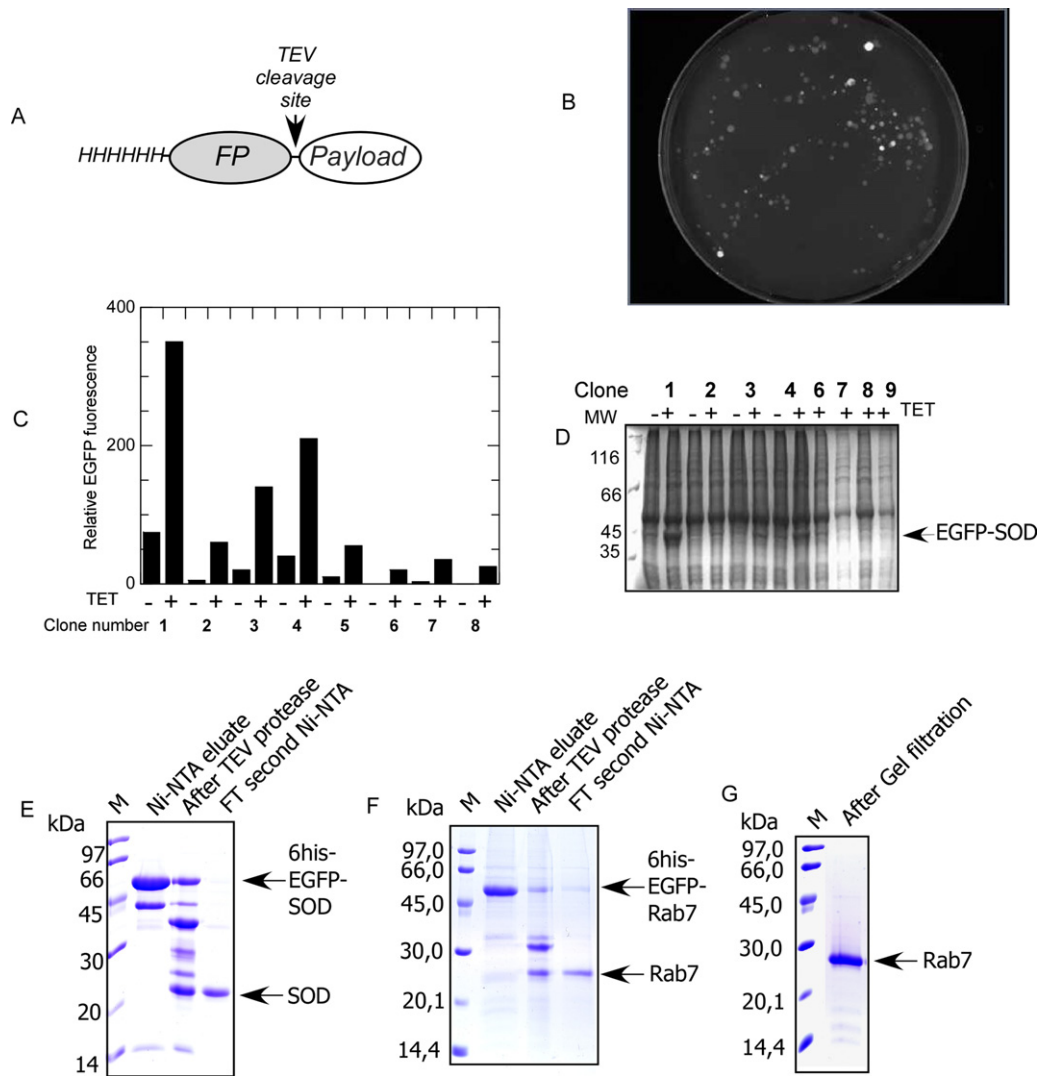 A
TEV
cleavage
site
HHHHHH
FP
Payload
B
C
Relative EGFP fluorescence
400
200
0
TET - + - + - + - + - + - + - + - +
Clone number 1 2 3 4 5 6 7 8
D
Clone 1 2 3 4 6 7 8 9
MW - + - + - + - + + + + + TET
116
66
45
35
EGFP-SOD
E
kDa
M
Ni-NTA eluate
After TEV protease
FT second Ni-NTA
97
66
45
30
20
14
6his-
EGFP-
SOD
SOD
F
kDa
M
Ni-NTA eluate
After TEV protease
FT second Ni-NTA
97,0
66,0
45,0
30,0
20,1
14,4
6his-
EGFP-
Rab7
Rab7
G
kDa
M
After Gel filtration
97,0
66,0
45,0
30,0
20,1
14,4
Rab7